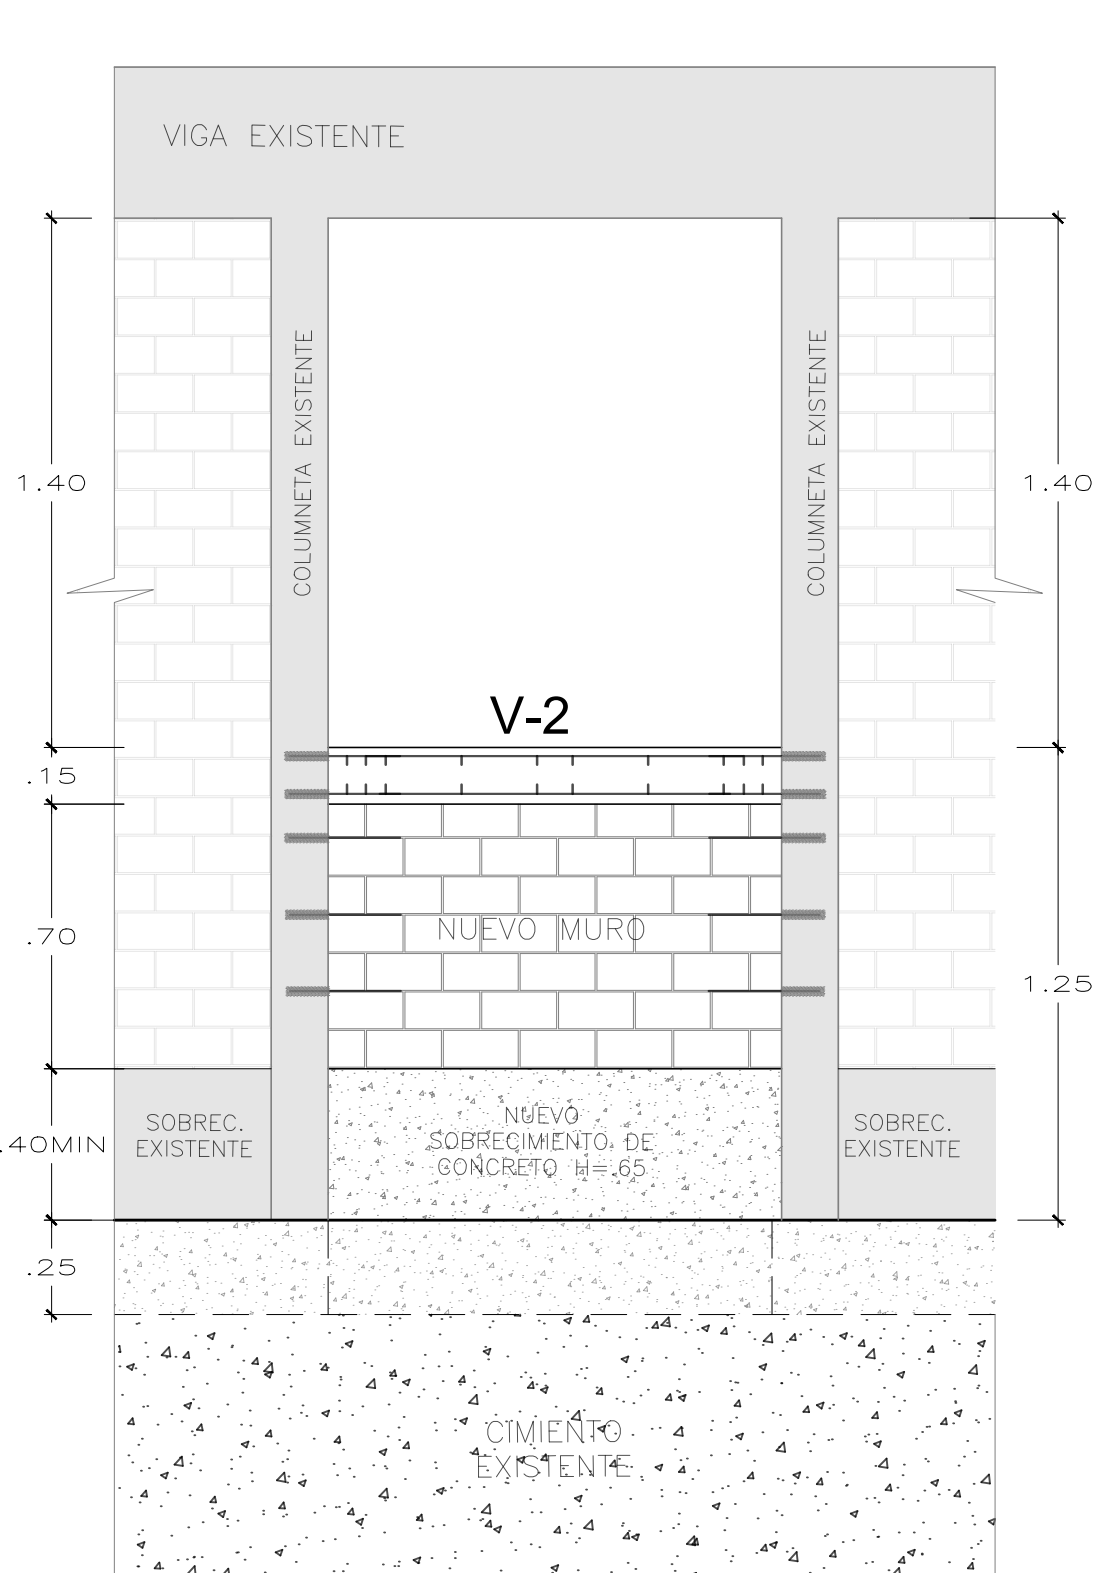 VIGA EXISTENTE
COLUMNETA EXISTENTE
COLUMNETA EXISTENTE
1.40
1.40
V-2
.15
.70
NUEVO MURO
1.25
SOBREC.
EXISTENTE
NUEVO
SOBRECIMIENTO DE
CONCRETO H=.65
SOBREC.
EXISTENTE
.40MIN
.25
CIMIENTO
EXISTENTE